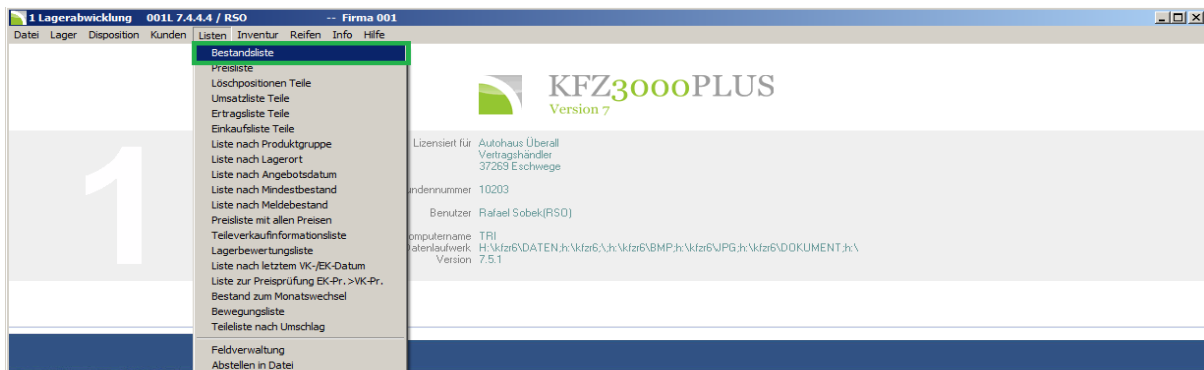 1 Lagerabwicklung 001L 7.4.4.4 / RSO -- Firma 001
Datei Lager Disposition Kunden Listen Inventur Reifen Info Hilfe
Bestandsliste
Preisliste
Löschpositionen Teile
Umsatzliste Teile
Ertragsliste Teile
Einkaufsliste Teile
Liste nach Produktgruppe
Liste nach Lagerort
Liste nach Angebotsdatum
Liste nach Mindestbestand
Liste nach Meldebestand
Preisliste mit allen Preisen
Teileverkaufinformationsliste
Lagerbewertungsliste
Liste nach letztem VK-/EK-Datum
Liste zur Preisprüfung EK-Pr.>VK-Pr.
Bestand zum Monatswechsel
Bewegungsliste
Teileliste nach Umschlag
Feldverwaltung
Abstellen in Datei
KFZ3000PLUS
Version 7
1
Lizensiert für Autohaus Überall
Vertragshändler
37269 Eschwege
undennummer 10203
Benutzer Rafael Sobek(RSO)
omputername TRI
atenlaufwerk H:\kfzr6\DATEN;h:\kfzr6;\;h:\kfzr6\BMP;h:\kfzr6\JPG;h:\kfzr6\DOKUMENT;h:\
Version 7.5.1